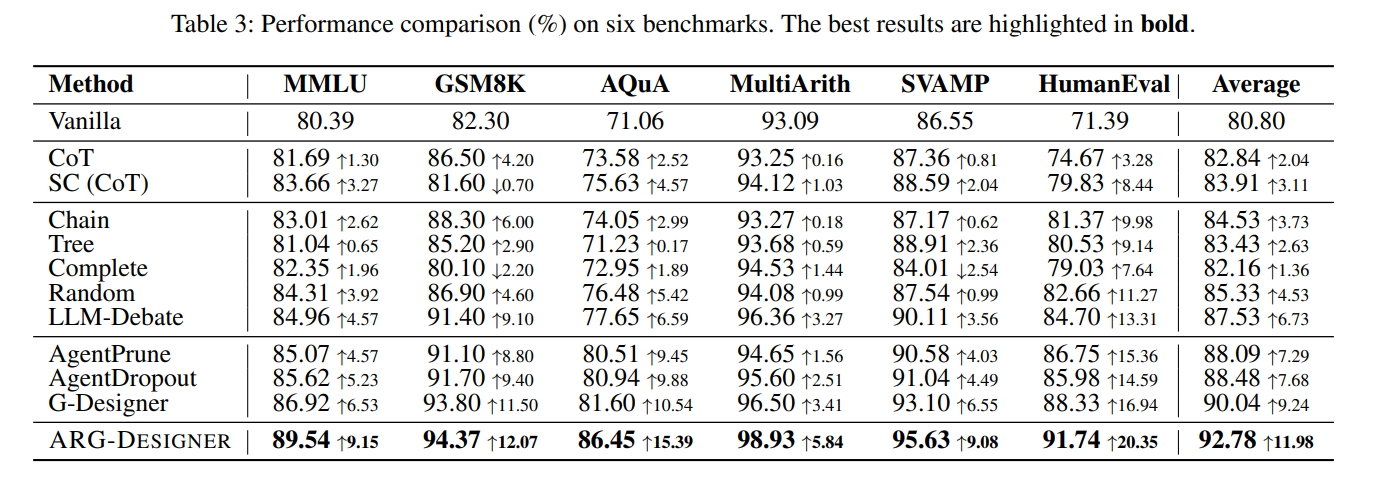 Table 3: Performance comparison (%) on six benchmarks. The best results are highlighted in bold.
Method MMLU GSM8K AQuA MultiArith SVAMP HumanEval Average
Vanilla 80.39 82.30 71.06 93.09 86.55 71.39 80.80
CoT 81.69 ↑1.30 86.50 ↑4.20 73.58 ↑2.52 93.25 ↑0.16 87.36 ↑0.81 74.67 ↑3.28 82.84 ↑2.04
SC (CoT) 83.66 ↑3.27 81.60 ↓0.70 75.63 ↑4.57 94.12 ↑1.03 88.59 ↑2.04 79.83 ↑8.44 83.91 ↑3.11
Chain 83.01 ↑2.62 88.30 ↑6.00 74.05 ↑2.99 93.27 ↑0.18 87.17 ↑0.62 81.37 ↑9.98 84.53 ↑3.73
Tree 81.04 ↑0.65 85.20 ↑2.90 71.23 ↑0.17 93.68 ↑0.59 88.91 ↑2.36 80.53 ↑9.14 83.43 ↑2.63
Complete 82.35 ↑1.96 80.10 ↓2.20 72.95 ↑1.89 94.53 ↑1.44 84.01 ↓2.54 79.03 ↑7.64 82.16 ↑1.36
Random 84.31 ↑3.92 86.90 ↑4.60 76.48 ↑5.42 94.08 ↑0.99 87.54 ↑0.99 82.66 ↑11.27 85.33 ↑4.53
LLM-Debate 84.96 ↑4.57 91.40 ↑9.10 77.65 ↑6.59 96.36 ↑3.27 90.11 ↑3.56 84.70 ↑13.31 87.53 ↑6.73
AgentPrune 85.07 ↑4.57 91.10 ↑8.80 80.51 ↑9.45 94.65 ↑1.56 90.58 ↑4.03 86.75 ↑15.36 88.09 ↑7.29
AgentDropout 85.62 ↑5.23 91.70 ↑9.40 80.94 ↑9.88 95.60 ↑2.51 91.04 ↑4.49 85.98 ↑14.59 88.48 ↑7.68
G-Designer 86.92 ↑6.53 93.80 ↑11.50 81.60 ↑10.54 96.50 ↑3.41 93.10 ↑6.55 88.33 ↑16.94 90.04 ↑9.24
ARG-DESIGNER 89.54 ↑9.15 94.37 ↑12.07 86.45 ↑15.39 98.93 ↑5.84 95.63 ↑9.08 91.74 ↑20.35 92.78 ↑11.98